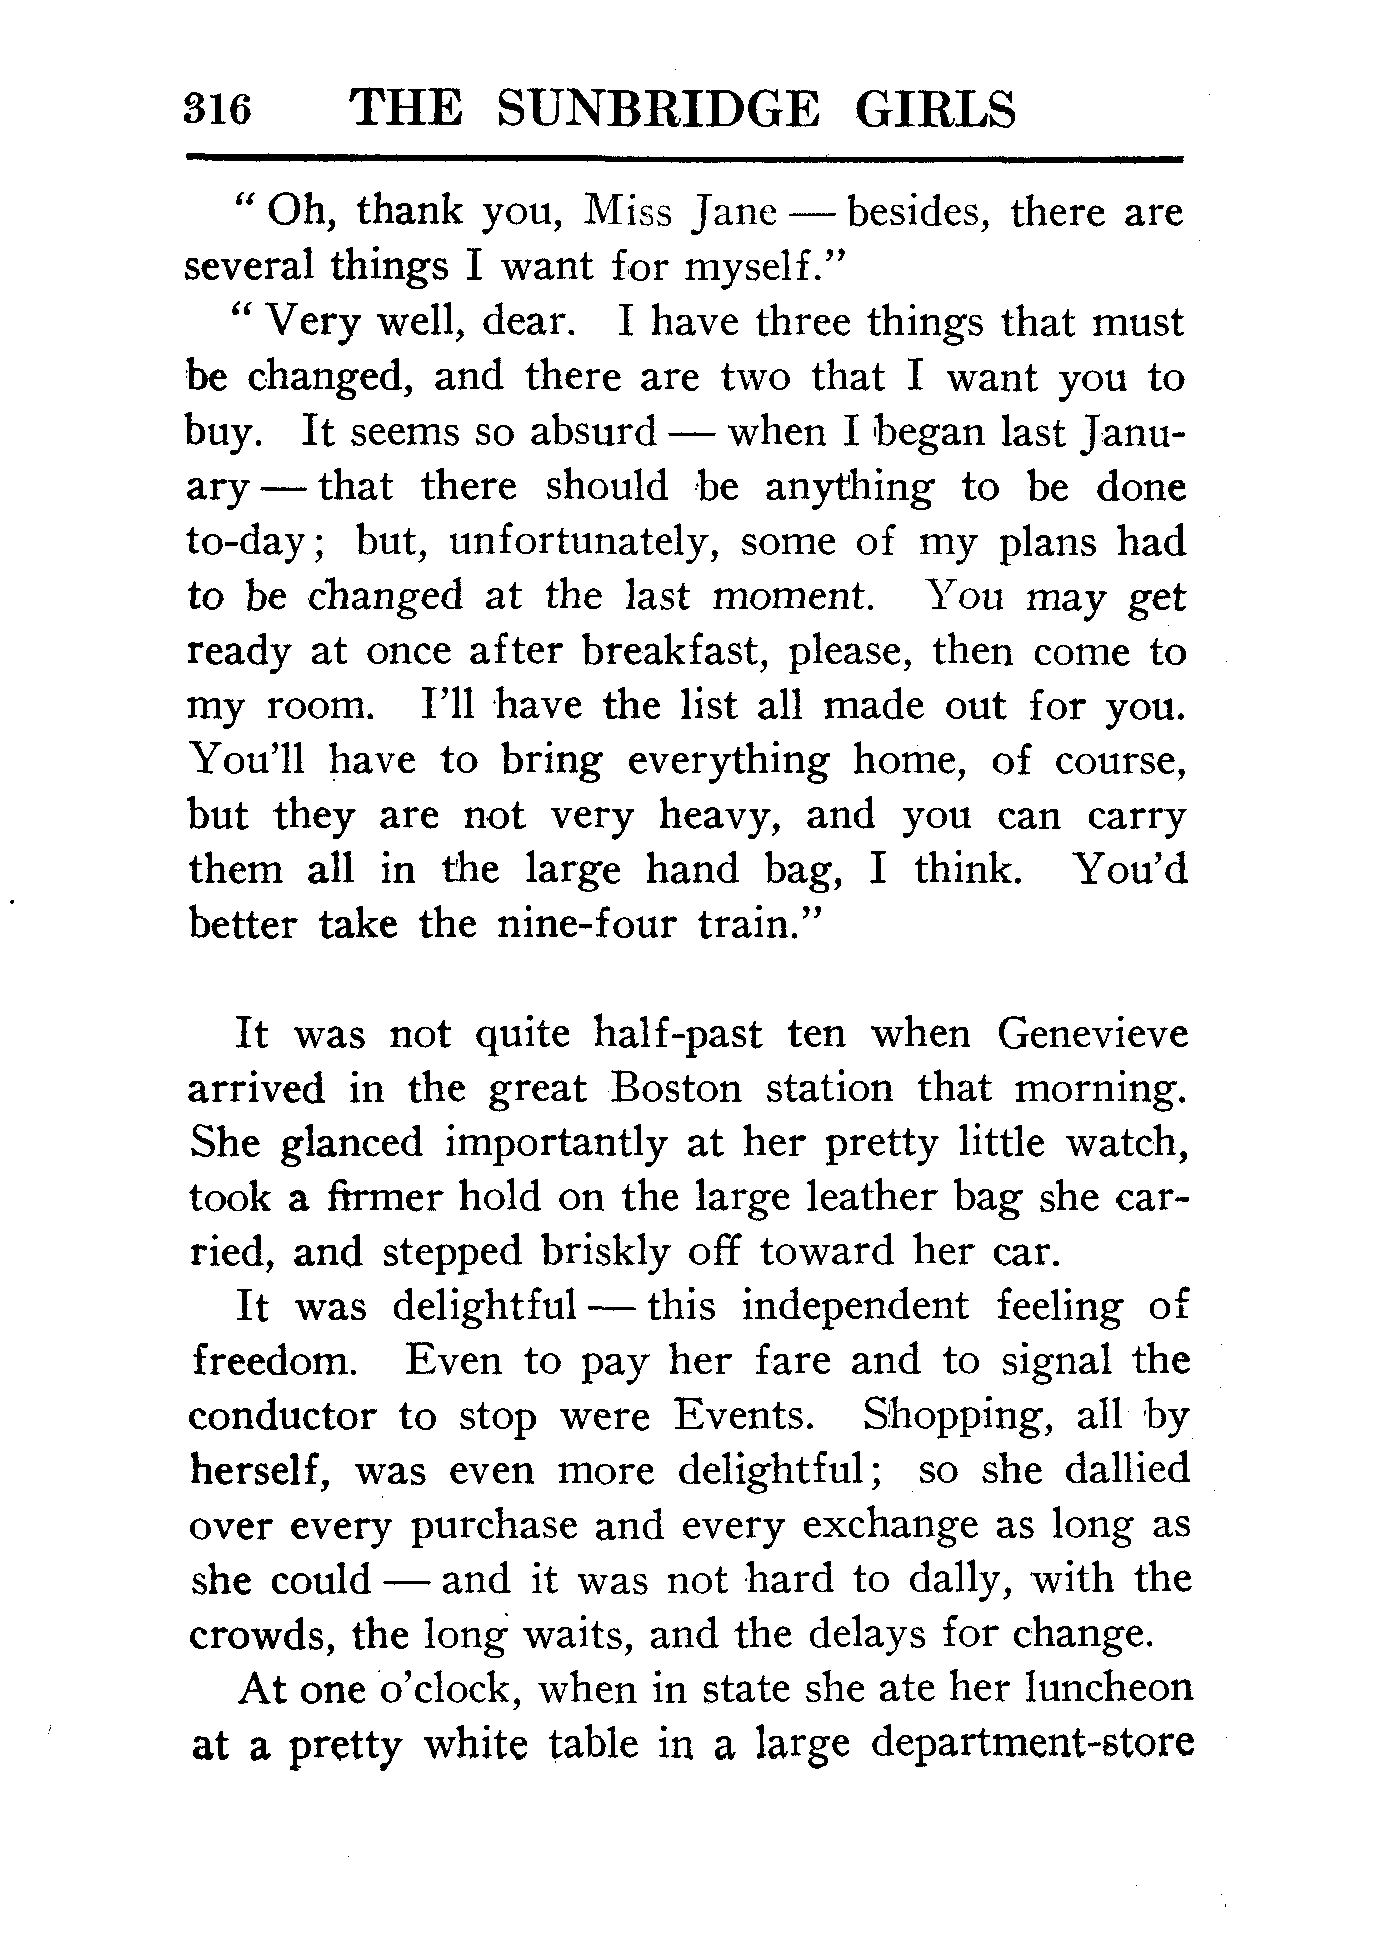 316 THE SUNBRIDGE GIRLS
“ Oh, thank you, Miss Jane — besides, there are
several things I want for myself.”
“ Very well, dear. I have three things that must
be changed, and there are two that I want you to
buy. It seems so absurd — when I began last Janu-
ary — that there should be anything to be done
to-day; but, unfortunately, some of my plans had
to be changed at the last moment. You may get
ready at once after breakfast, please, then come to
my room. I’ll have the list all made out for you.
You’ll have to bring everything home, of course,
but they are not very heavy, and you can carry
them all in the large hand bag, I think. You’d
better take the nine-four train.”
It was not quite half-past ten when Genevieve
arrived in the great Boston station that morning.
She glanced importantly at her pretty little watch,
took a firmer hold on the large leather bag she car-
ried, and stepped briskly off toward her car.
It was delightful — this independent feeling of
freedom. Even to pay her fare and to signal the
conductor to stop were Events. Shopping, all by
herself, was even more delightful; so she dallied
over every purchase and every exchange as long as
she could — and it was not hard to dally, with the
crowds, the long waits, and the delays for change.
At one o’clock, when in state she ate her luncheon
at a pretty white table in a large department-store